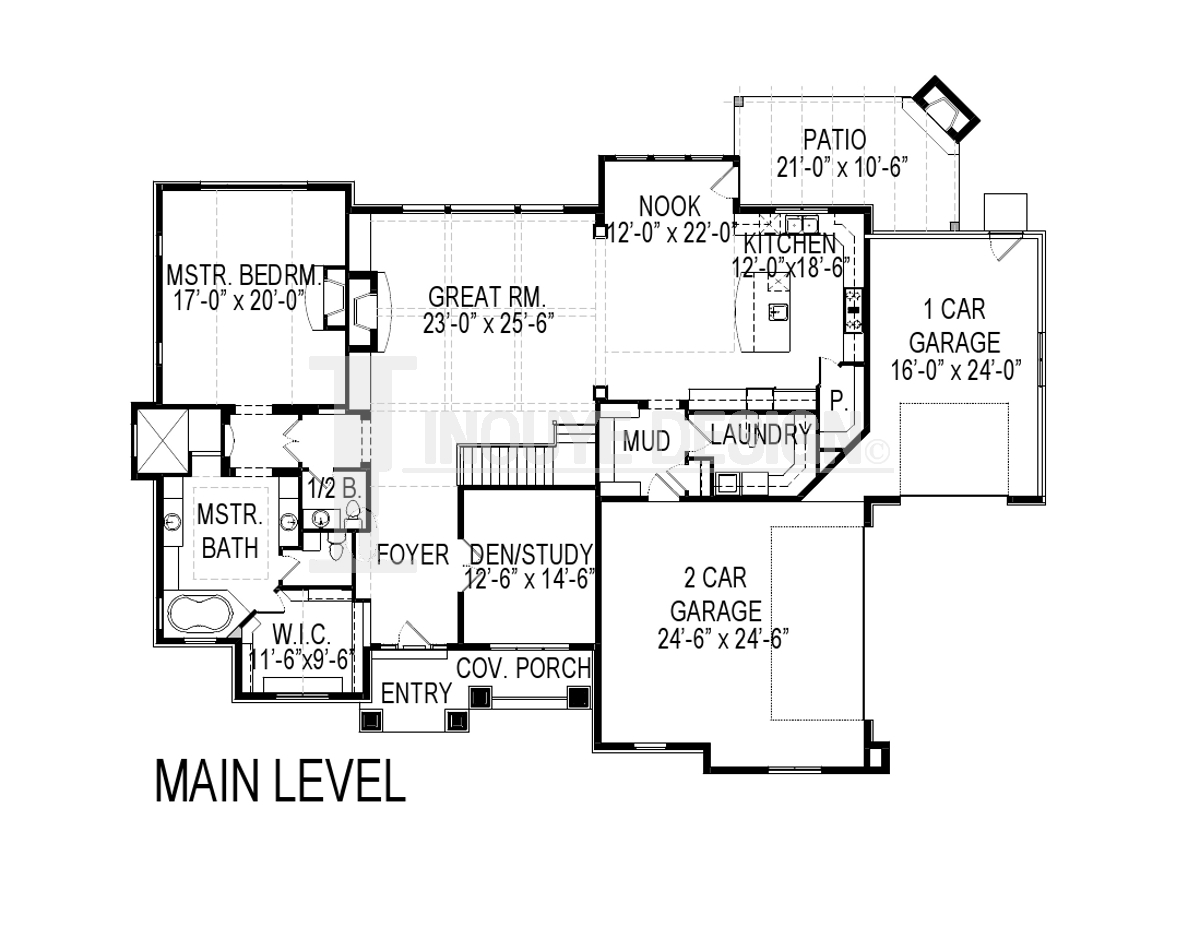 PATIO
21'-0" x 10'-6"
NOOK
12'-0" x 22'-0"
KITCHEN
12'-0"x18'-6"
MSTR. BEDRM.
17'-0" x 20'-0"
GREAT RM.
23'-0" x 25'-6"
1 CAR
GARAGE
16'-0" x 24'-0"
P.
MUD
LAUNDRY
INOUYE DESIGN©
1/2 B.
MSTR.
BATH
FOYER
DEN/STUDY
12'-6" x 14'-6"
2 CAR
GARAGE
24'-6" x 24'-6"
W.I.C.
11'-6"x9'-6"
COV. PORCH
ENTRY
MAIN LEVEL